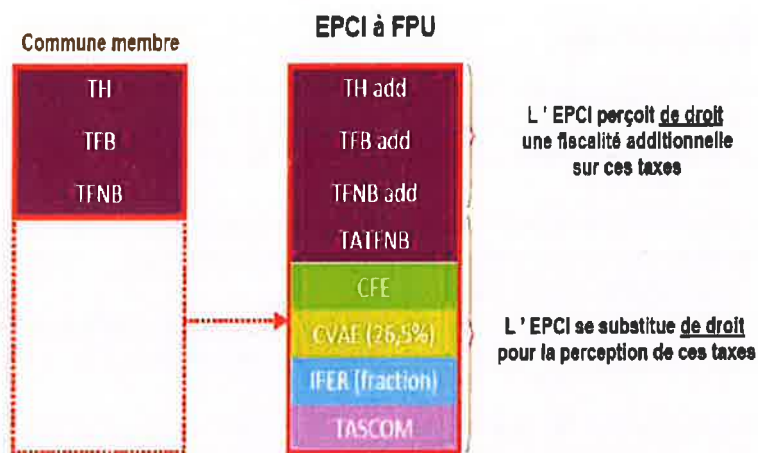 EPCI à FPU
Commune membre
TH
TFB
TFNB
TH add
TFB add
TFNB add
TATFNB
CFE
CVAE (26,5%)
IFER (fraction)
TASCOM
L ' EPCI perçoit de droit
une fiscalité additionnelle
sur ces taxes
L ' EPCI se substitue de droit
pour la perception de ces taxes